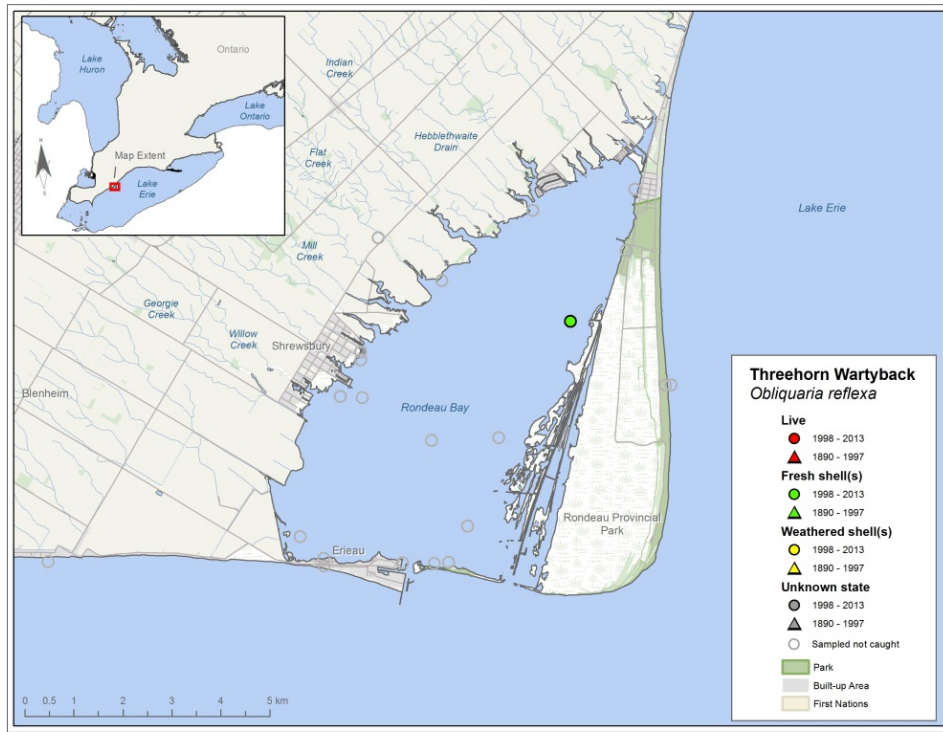 Ontario
Lake
Huron
Lake
Ontario
N
Map Extent
Lake
Erie
S
Indian
Creek
Hebblethwaite
Drain
Flat
Creek
Lake Erie
Mill
Creek
Georgie
Creek
Willow
Creek
Shrewsbury
Blenheim
Rondeau Bay
Rondeau Provincial
Park
Erieau
0 0.5 1 2 3 4 5 km
Threehorn Wartyback
Obliquaria reflexa
Live
1998 - 2013
1890 - 1997
Fresh shell(s)
1998 - 2013
1890 - 1997
Weathered shell(s)
1998 - 2013
1890 - 1997
Unknown state
1998 - 2013
1890 - 1997
Sampled not caught
Park
Built-up Area
First Nations